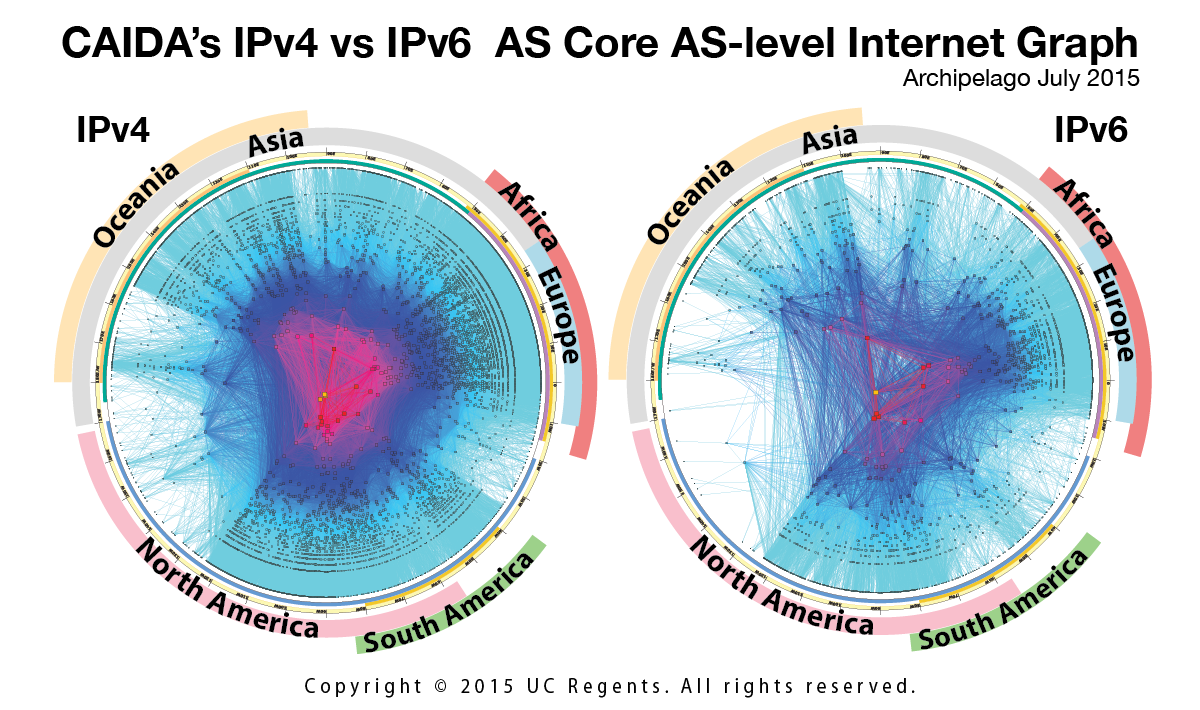 CAIDA's IPv4 vs IPv6 AS Core AS-level Internet Graph
Archipelago July 2015
IPv4
Asia
Oceania
Africa
Europe
North America
South America
IPv6
Asia
Oceania
Africa
Europe
North America
South America
Copyright © 2015 UC Regents. All rights reserved.